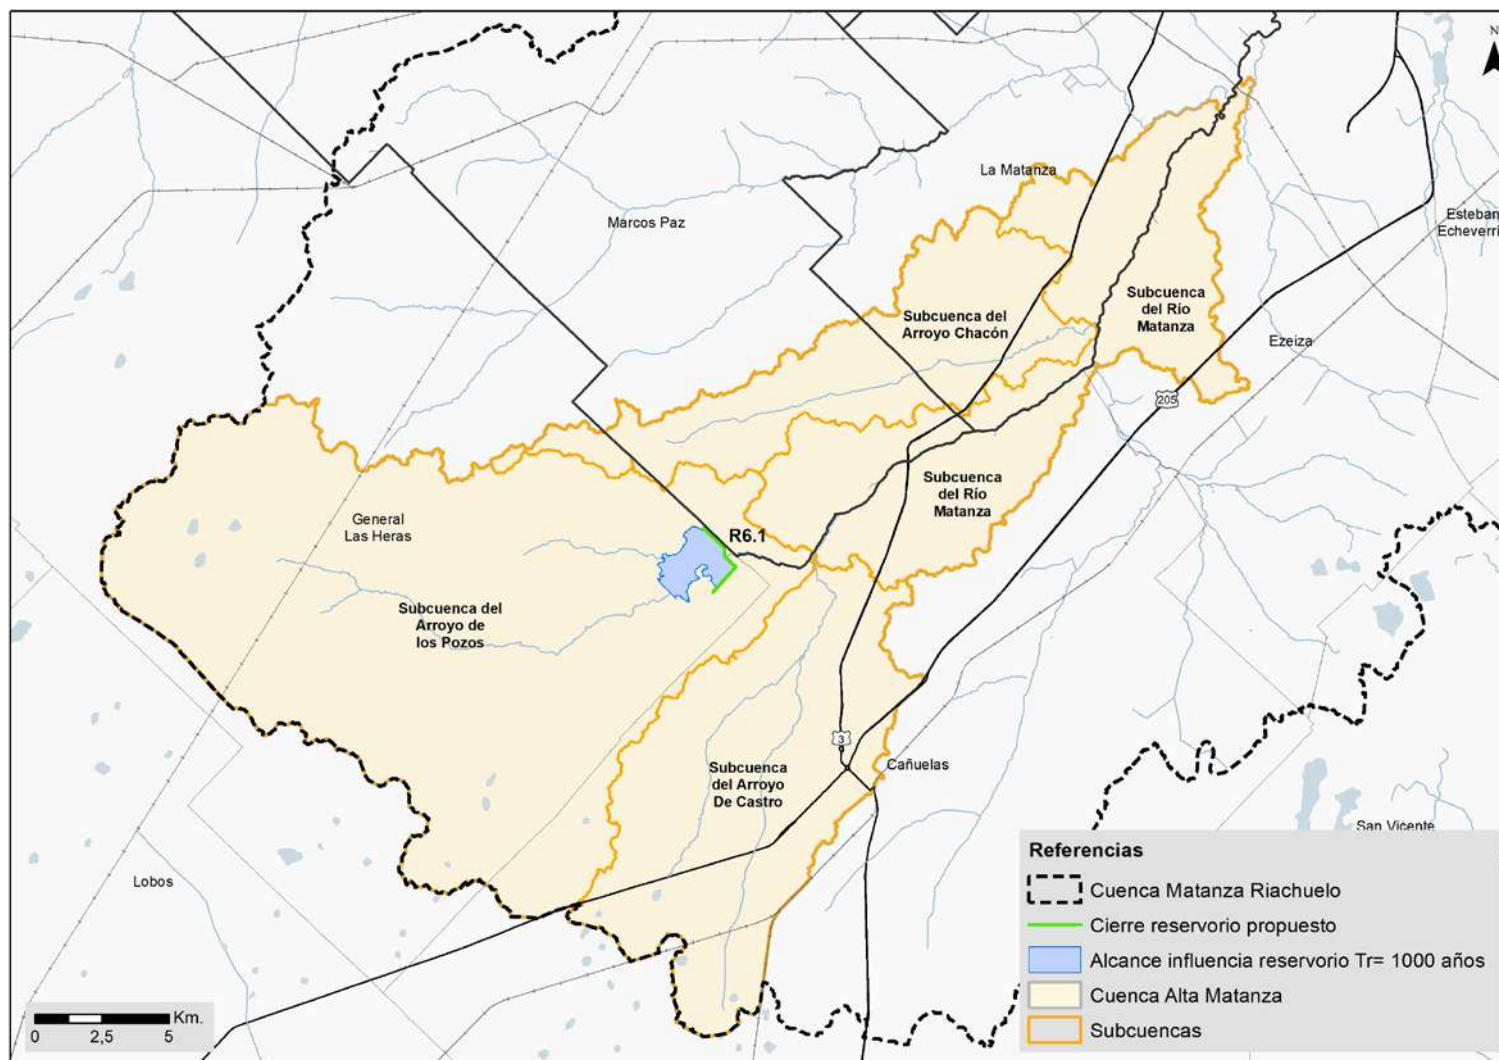 N
La Matanza
Marcos Paz
Esteban
Echeverrí
Subcuenca
del Río
Matanza
Subcuenca del
Arroyo Chacón
Ezeiza
205
Subcuenca
del Río
Matanza
General
Las Heras
R6.1
Subcuenca del
Arroyo de
los Pozos
3
Cañuelas
Subcuenca
del Arroyo
De Castro
San Vicente
Lobos
Referencias
Cuenca Matanza Riachuelo
Cierre reservorio propuesto
Alcance influencia reservorio Tr= 1000 años
Cuenca Alta Matanza
Subcuencas
Km.
0 2,5 5